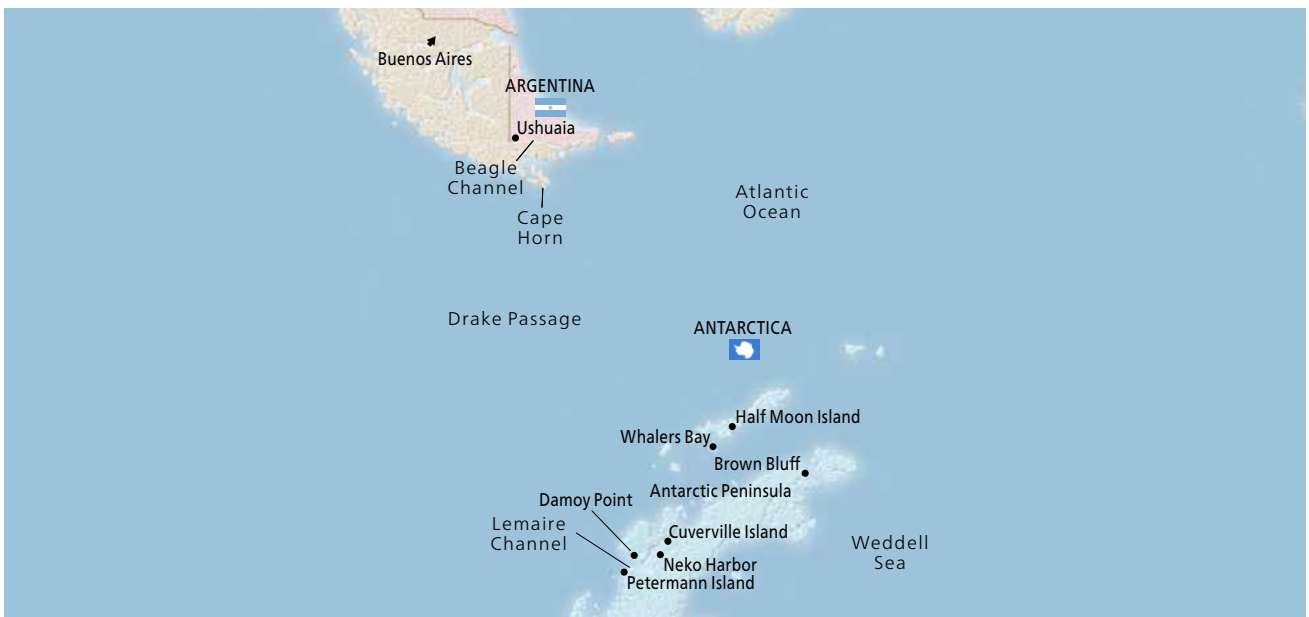 Buenos Aires
ARGENTINA
Ushuaia
Beagle
Channel
Cape
Horn
Atlantic
Ocean
Drake Passage
ANTARCTICA
Half Moon Island
Whalers Bay
Brown Bluff
Antarctic Peninsula
Damoy Point
Lemaire
Channel
Cuverville Island
Weddell
Sea
Neko Harbor
Petermann Island